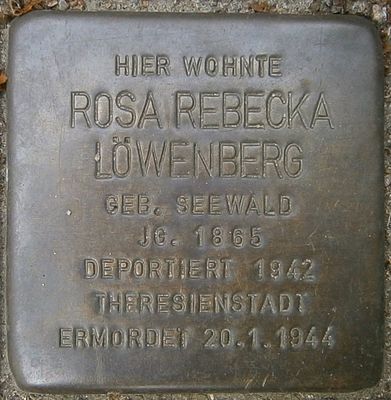 HIER WOHNTE
ROSA REBECKA
LÖWENBERG
GEB. SEEWALD
JG. 1865
DEPORTIERT 1942
THERESIENSTADT
ERMORDET 20.1.1944